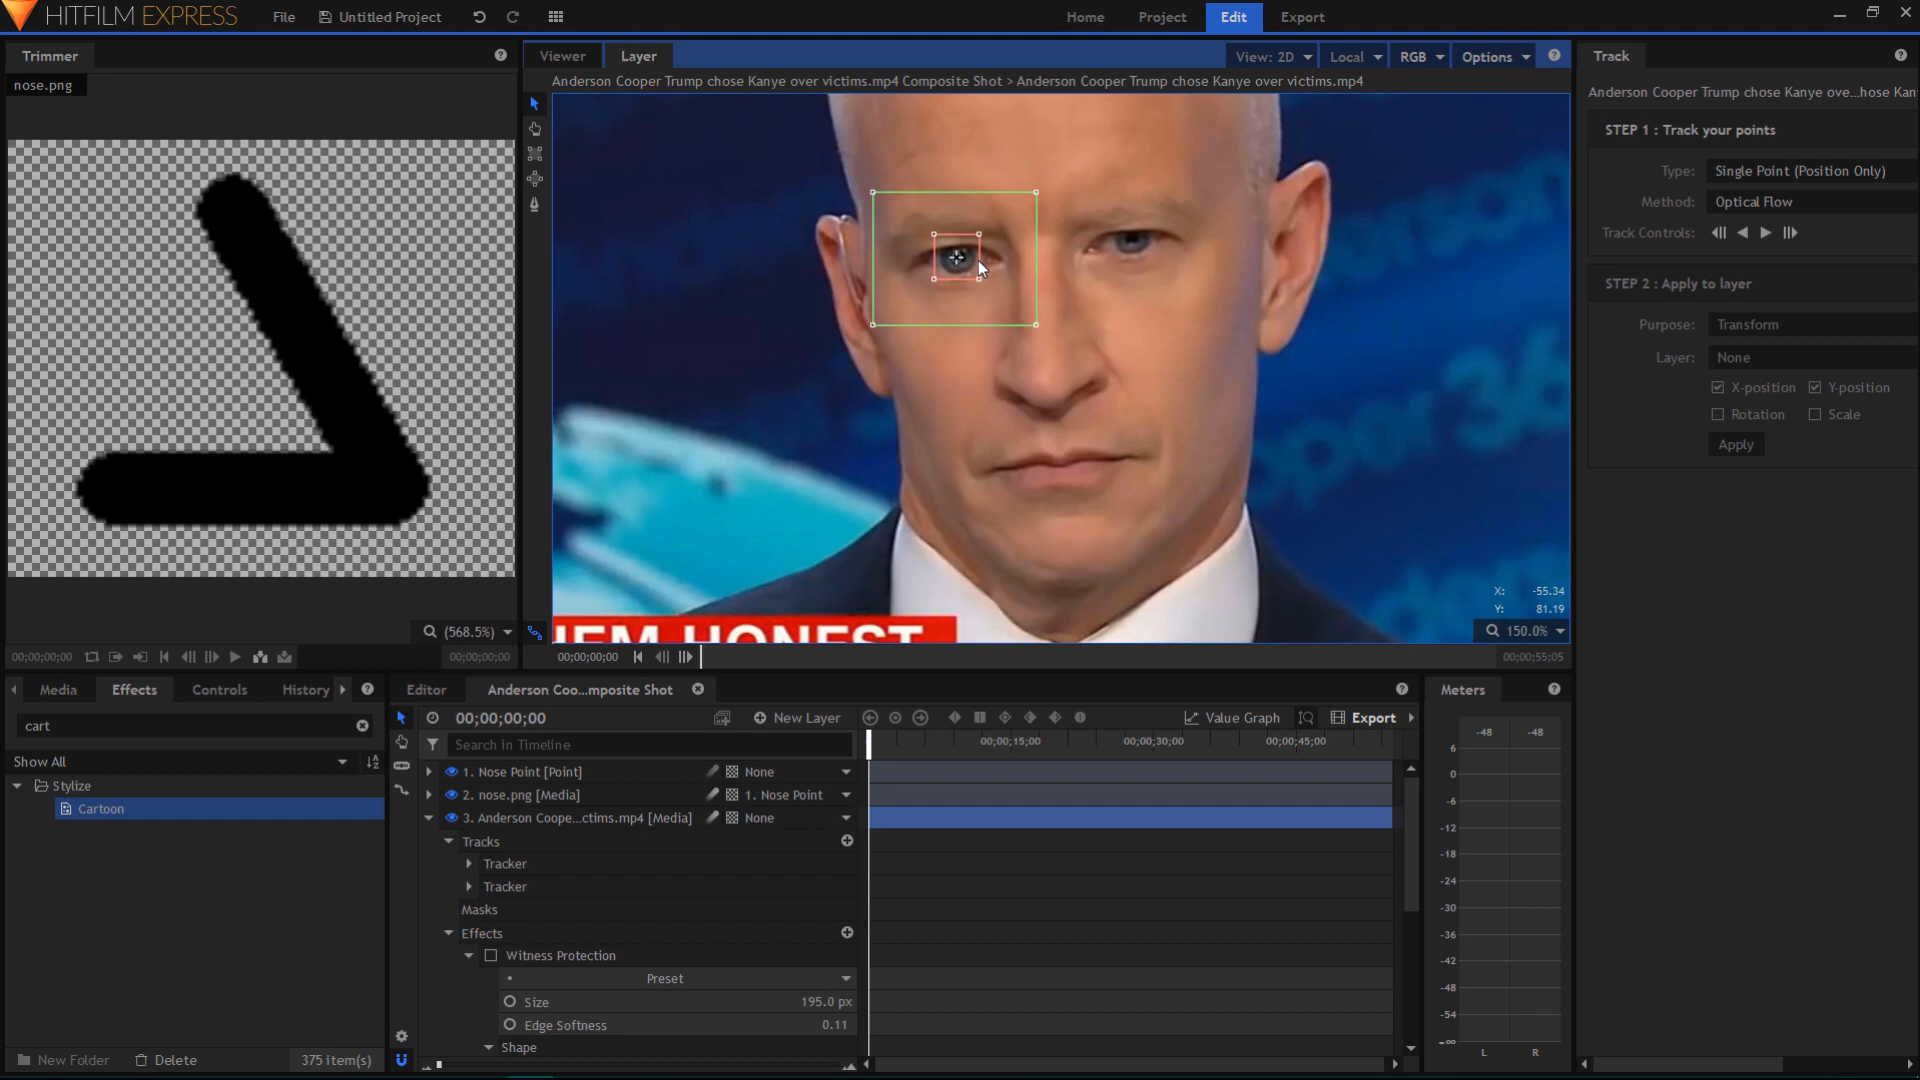 HITFILM EXPRESS
File
Untitled Project
Home
Project
Edit
Export
Trimmer
nose.png
(568.5%)
00;00;00;00
00;00;00;00
Viewer
Layer
View: 2D
Local
RGB
Options
Anderson Cooper Trump chose Kanye over victims.mp4 Composite Shot > Anderson Cooper Trump chose Kanye over victims.mp4
X: -55.34
Y: 81.19
150.0%
00;00;00;00
00;00;55;05
Track
Anderson Cooper Trump chose Kanye ove...hose Kan
STEP 1 : Track your points
Type: Single Point (Position Only)
Method: Optical Flow
Track Controls:
STEP 2 : Apply to layer
Purpose: Transform
Layer: None
X-position Y-position
Rotation Scale
Apply
Media
Effects
Controls
History
cart
Show All
Stylize
Cartoon
New Folder
Delete
375 item(s)
Editor
Anderson Coo...mposite Shot
00;00;00;00
New Layer
Value Graph
Export
Search in Timeline
00;00;15;00
00;00;30;00
00;00;45;00
1. Nose Point [Point] None
2. nose.png [Media] 1. Nose Point
3. Anderson Coope...ctims.mp4 [Media] None
Tracks
Tracker
Tracker
Masks
Effects
Witness Protection
Preset
Size 195.0 px
Edge Softness 0.11
Shape
Meters
-48 -48
6
0
-6
-12
-18
-24
-30
-36
-42
-48
-54
-∞
L R